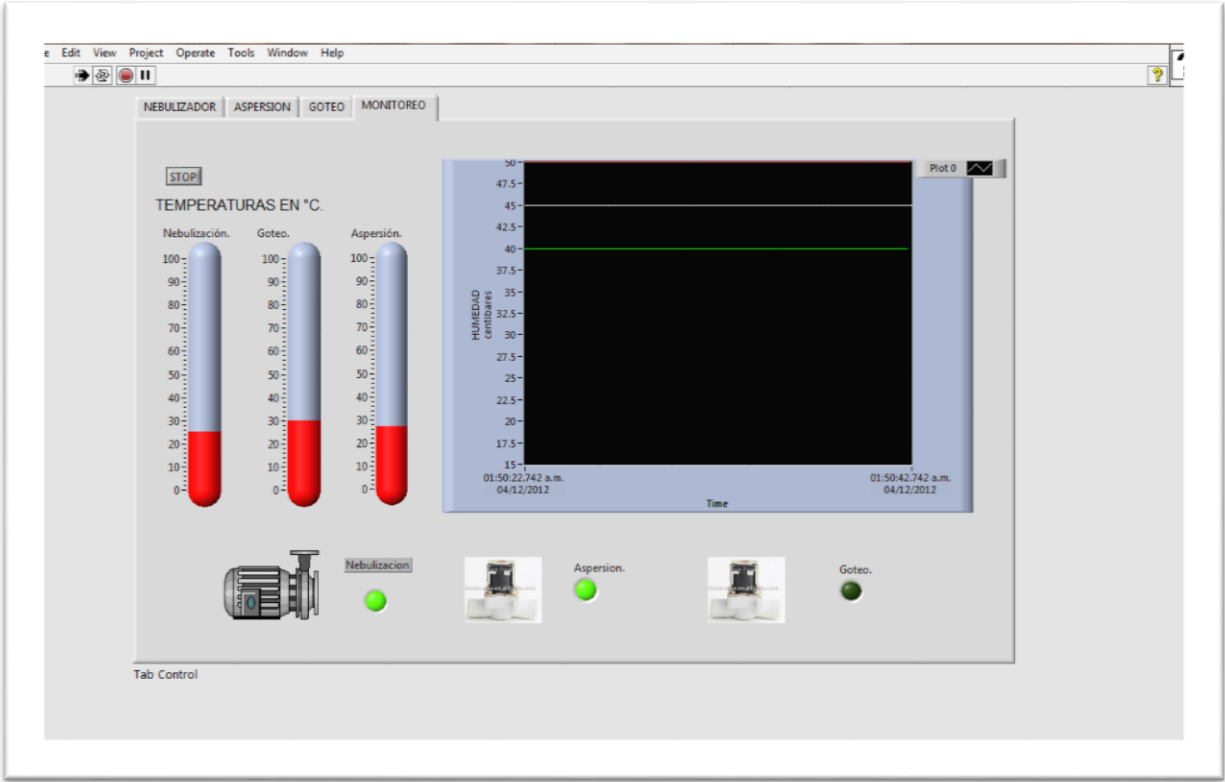 e Edit View Project Operate Tools Window Help
NEBULIZADOR ASPERSION GOTEO MONITOREO
STOP
TEMPERATURAS EN °C.
Nebulización. Goteo. Aspersión.
100 100 100
90 90 90
80 80 80
70 70 70
60 60 60
50 50 50
40 40 40
30 30 30
20 20 20
10 10 10
0 0 0
Plot 0
50
47.5
45
42.5
40
37.5
35
32.5
30
27.5
25
22.5
20
17.5
15
HUMEDAD
centibares
01:50:22.742 a.m. 01:50:42.742 a.m.
04/12/2012 04/12/2012
Time
Nebulizacion Aspersion. Goteo.
Tab Control